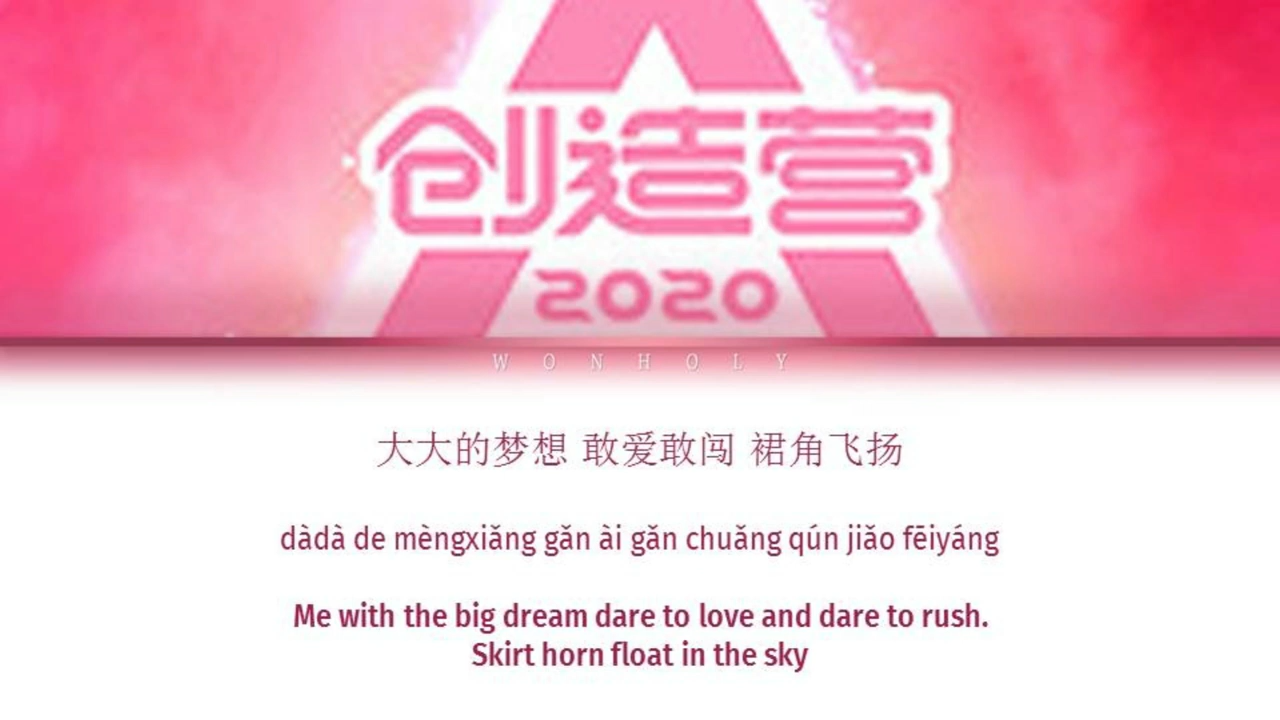 创造营
2020
WONHOLY
大大的梦想 敢爱敢闯 裙角飞扬
dàdà de mèngxiǎng gǎn ài gǎn chuǎng qún jiǎo fēiyáng
Me with the big dream dare to love and dare to rush.
Skirt horn float in the sky